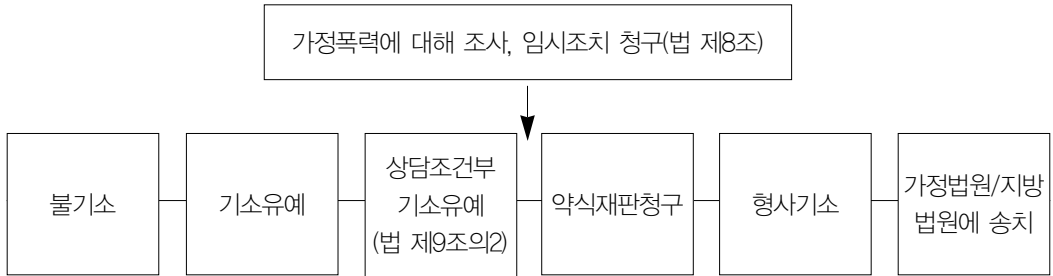 가정폭력에 대해 조사, 임시조치 청구(법 제8조)
불기소
기소유예
상담조건부
기소유예
(법 제9조의2)
약식재판청구
형사기소
가정법원/지방
법원에 송치